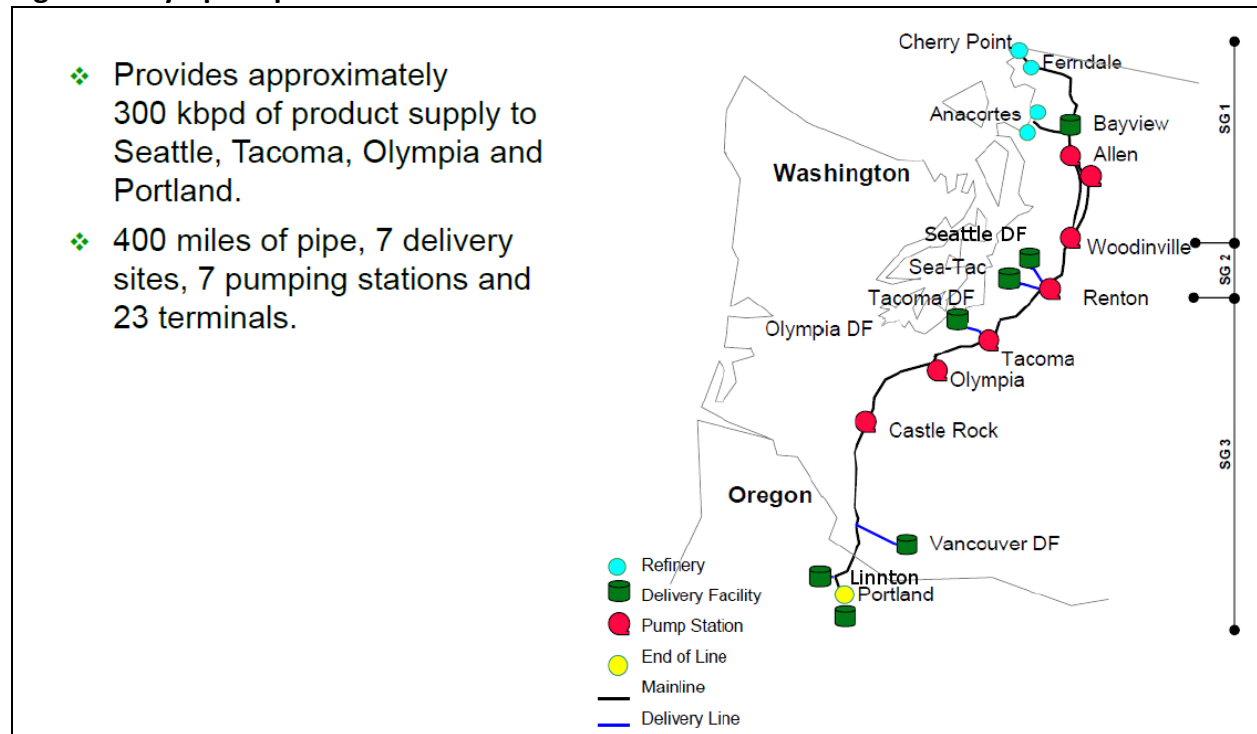 ❖ Provides approximately
300 kbpd of product supply to
Seattle, Tacoma, Olympia and
Portland.
❖ 400 miles of pipe, 7 delivery
sites, 7 pumping stations and
23 terminals.
Cherry Point
Ferndale
Anacortes
Bayview
Allen
Washington
Seattle DF
Woodinville
Sea-Tac
Renton
Tacoma DF
Olympia DF
Tacoma
Olympia
Castle Rock
Oregon
Vancouver DF
Linnton
Portland
SG 1
SG 2
SG 3
Refinery
Delivery Facility
Pump Station
End of Line
Mainline
Delivery Line